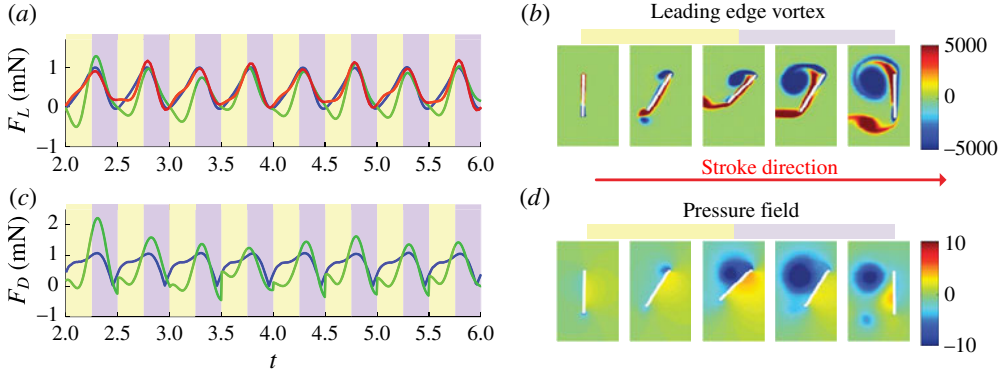 (a)
F_L (mN)
1
0
−1
2.0 2.5 3.0 3.5 4.0 4.5 5.0 5.5 6.0
(b)
Leading edge vortex
5000
0
−5000
Stroke direction
(c)
F_D (mN)
2
1
0
−1
2.0 2.5 3.0 3.5 4.0 4.5 5.0 5.5 6.0
t
(d)
Pressure field
10
0
−10